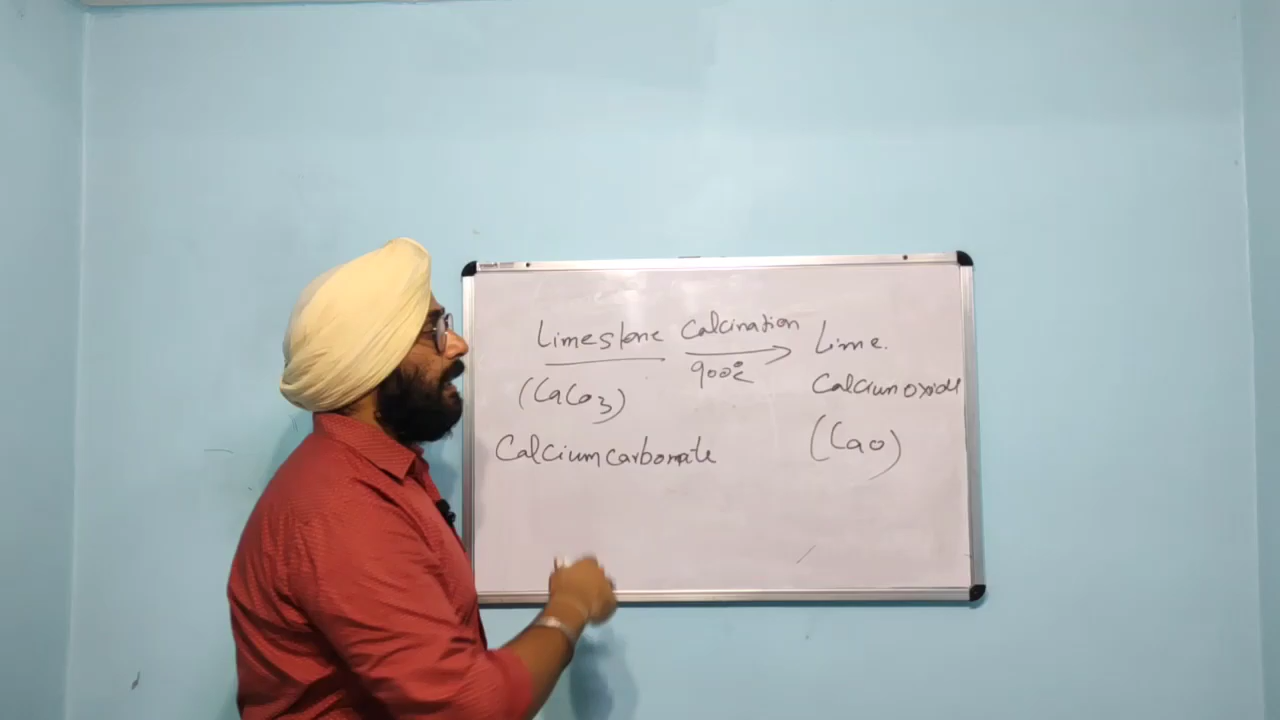 Limestone Calcination Lime.
900°C
(CaCo3) Calcium oxide
Calcium carbonate (Cao)